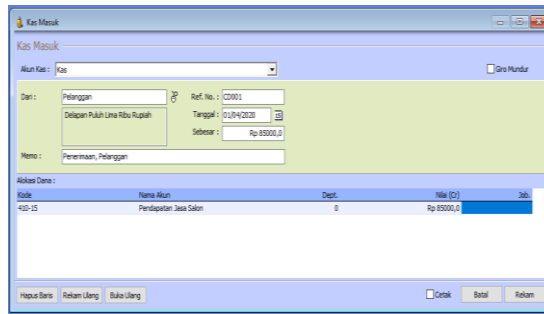 Kas Masuk
Kas Masuk
Akun Kas : Kas
Giro Mundur
Dari : Pelanggan Ref. No. : CD001
Delapan Puluh Lima Ribu Rupiah Tanggal : 01/04/2020
Sebesar : Rp 85000,0
Memo : Penerimaan, Pelanggan
Alokasi Dana :
Kode Nama Akun Dept. Nilai (Cr) Job.
410-15 Pendapatan Jasa Salon 0 Rp 85000,0
Hapus Baris Rekam Ulang Buka Ulang Cetak Batal Rekam